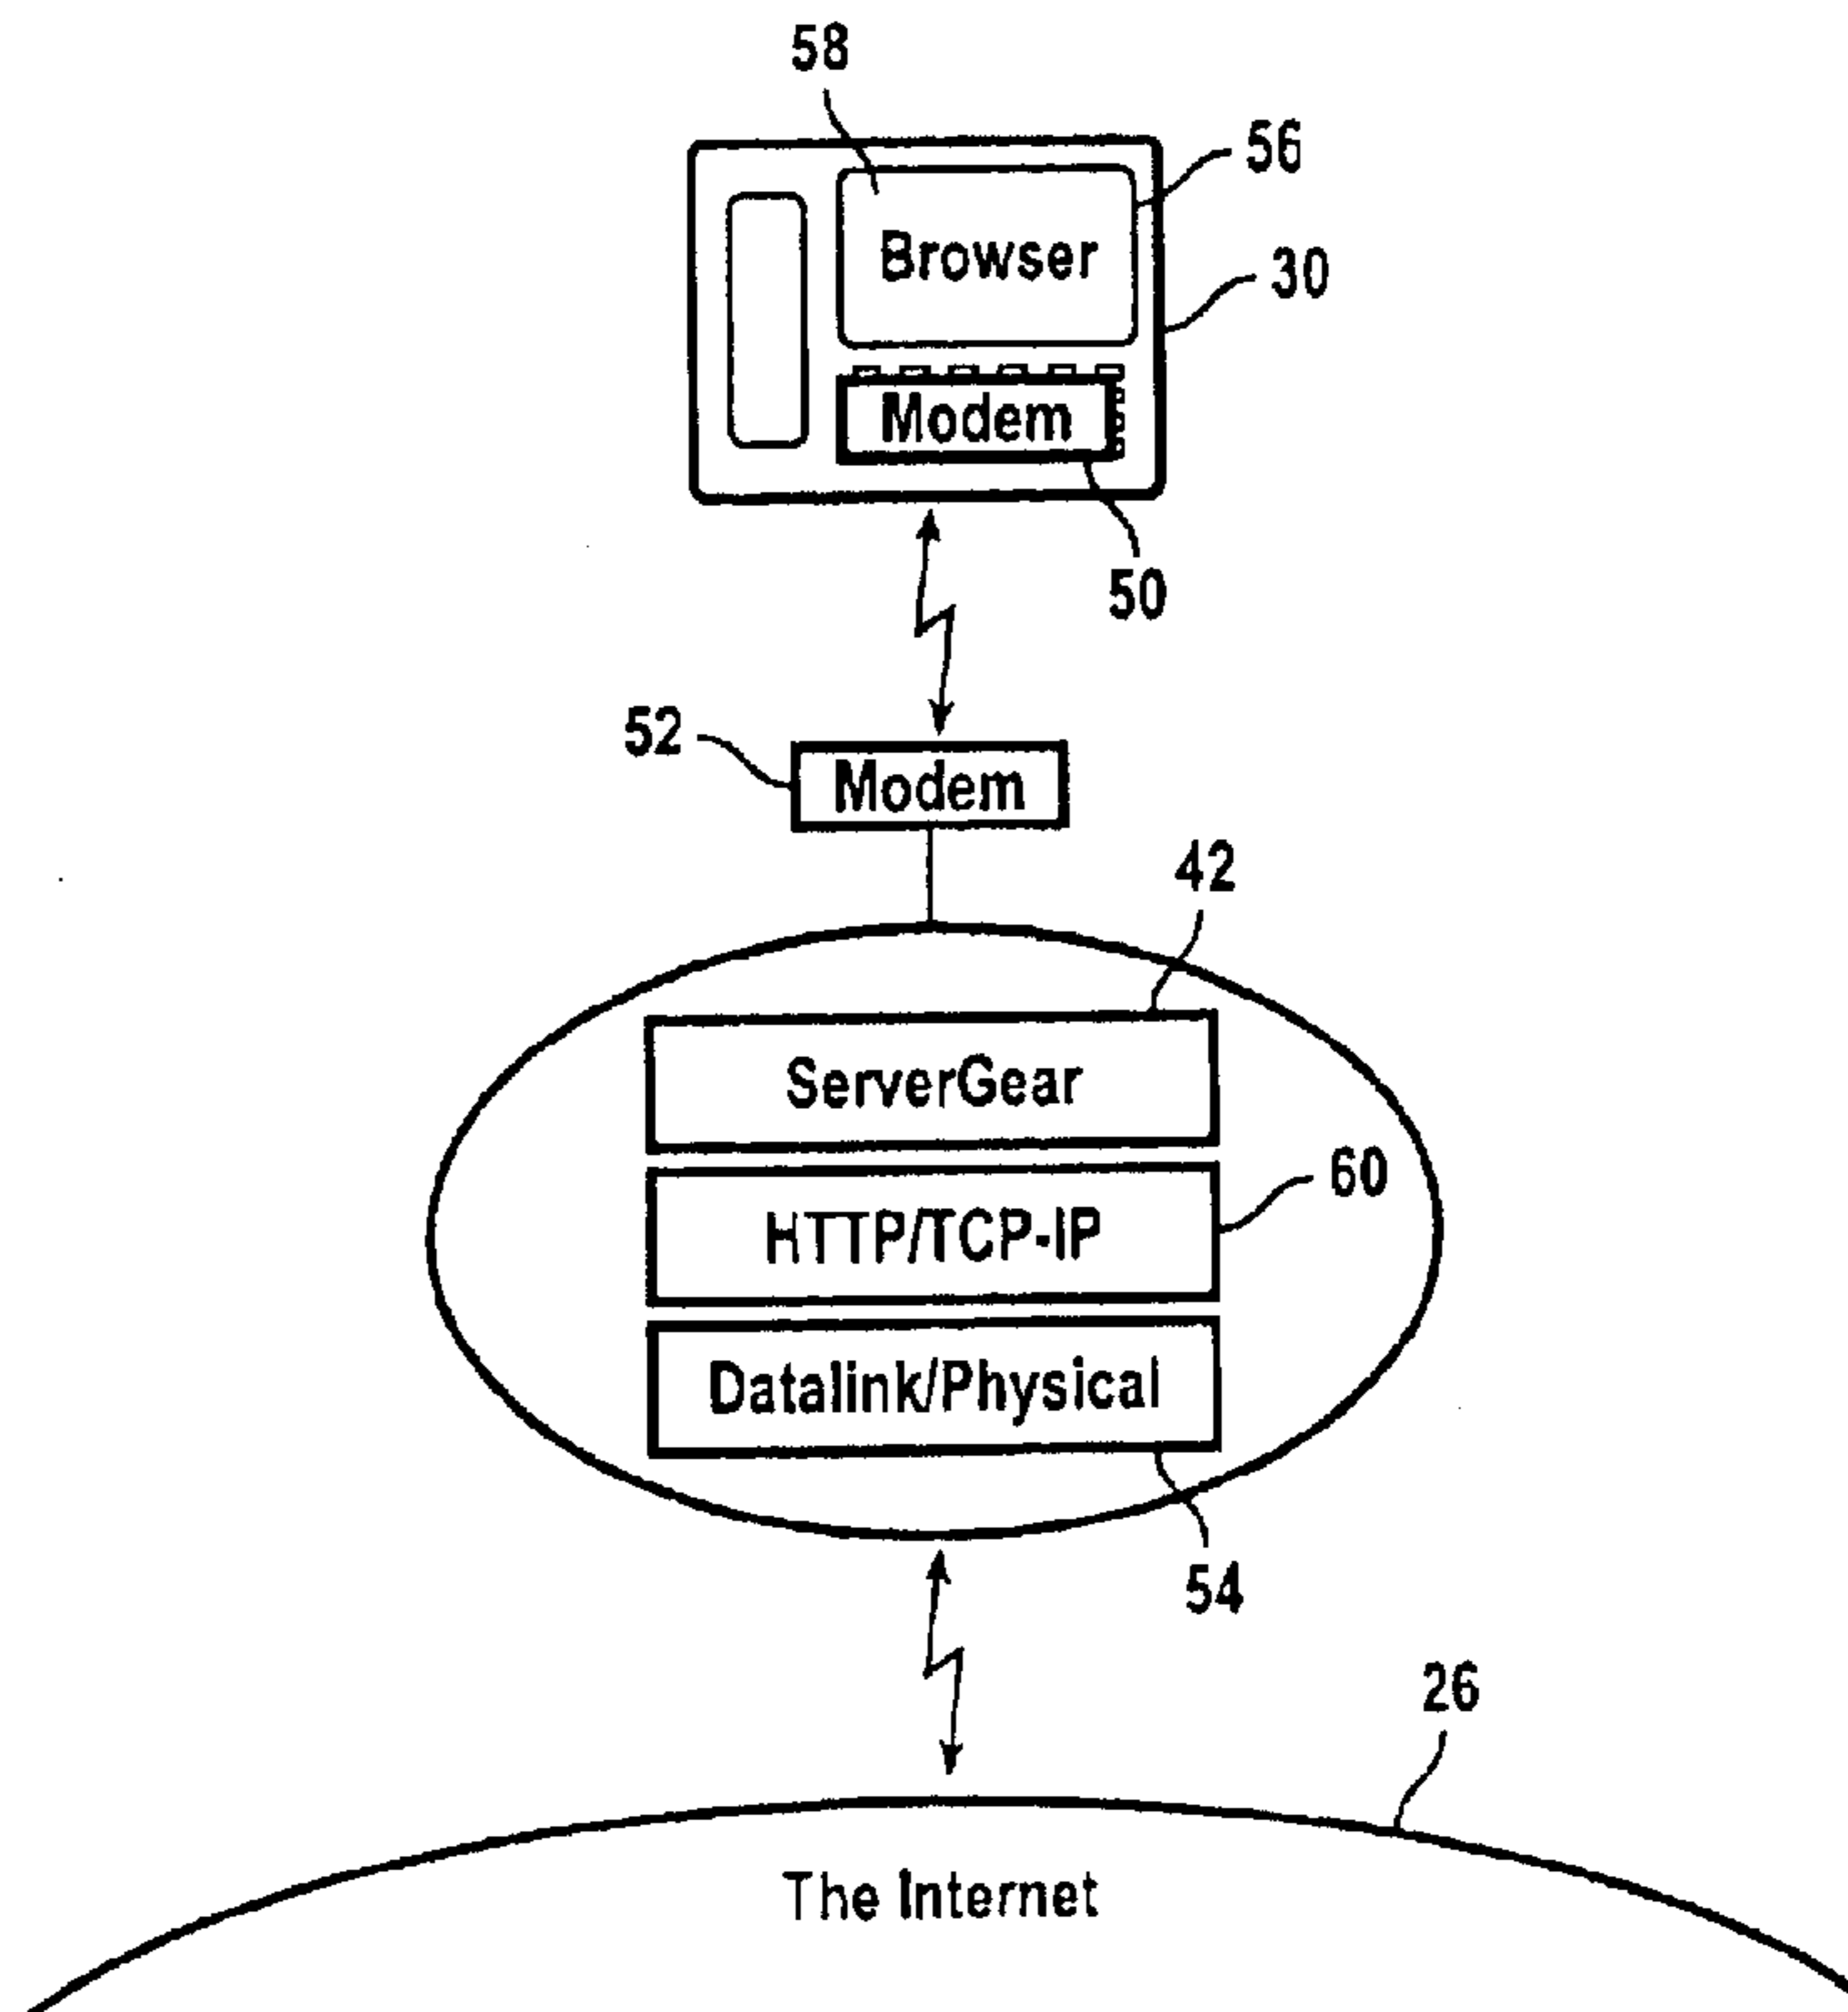 58
56
Browser
30
Modem
50
52
Modem
42
ServerGear
60
HTTP/TCP-IP
Datalink/Physical
54
26
The Internet